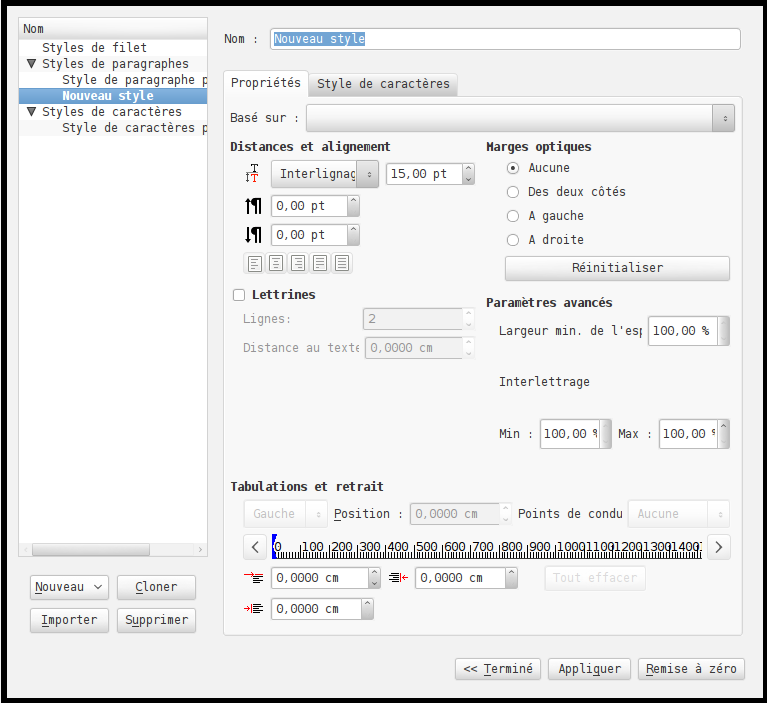 Nom
Styles de filet
Styles de paragraphes
Style de paragraphe p
Nouveau style
Styles de caractères
Style de caractères p
Nouveau
Cloner
Importer
Supprimer
Nom :
Nouveau style
Propriétés
Style de caractères
Basé sur :
Distances et alignement
Interlignag
15,00 pt
0,00 pt
0,00 pt
Lettrines
Lignes:
2
Distance au texte
0,0000 cm
Marges optiques
Aucune
Des deux côtés
A gauche
A droite
Réinitialiser
Paramètres avancés
Largeur min. de l'esp
100,00 %
Interlettrage
Min :
100,00 %
Max :
100,00 %
Tabulations et retrait
Gauche
Position :
0,0000 cm
Points de condu
Aucune
0 100 200 300 400 500 600 700 800 900 1000 1100 1200 1300 1400
0,0000 cm
0,0000 cm
Tout effacer
0,0000 cm
<< Terminé
Appliquer
Remise à zéro